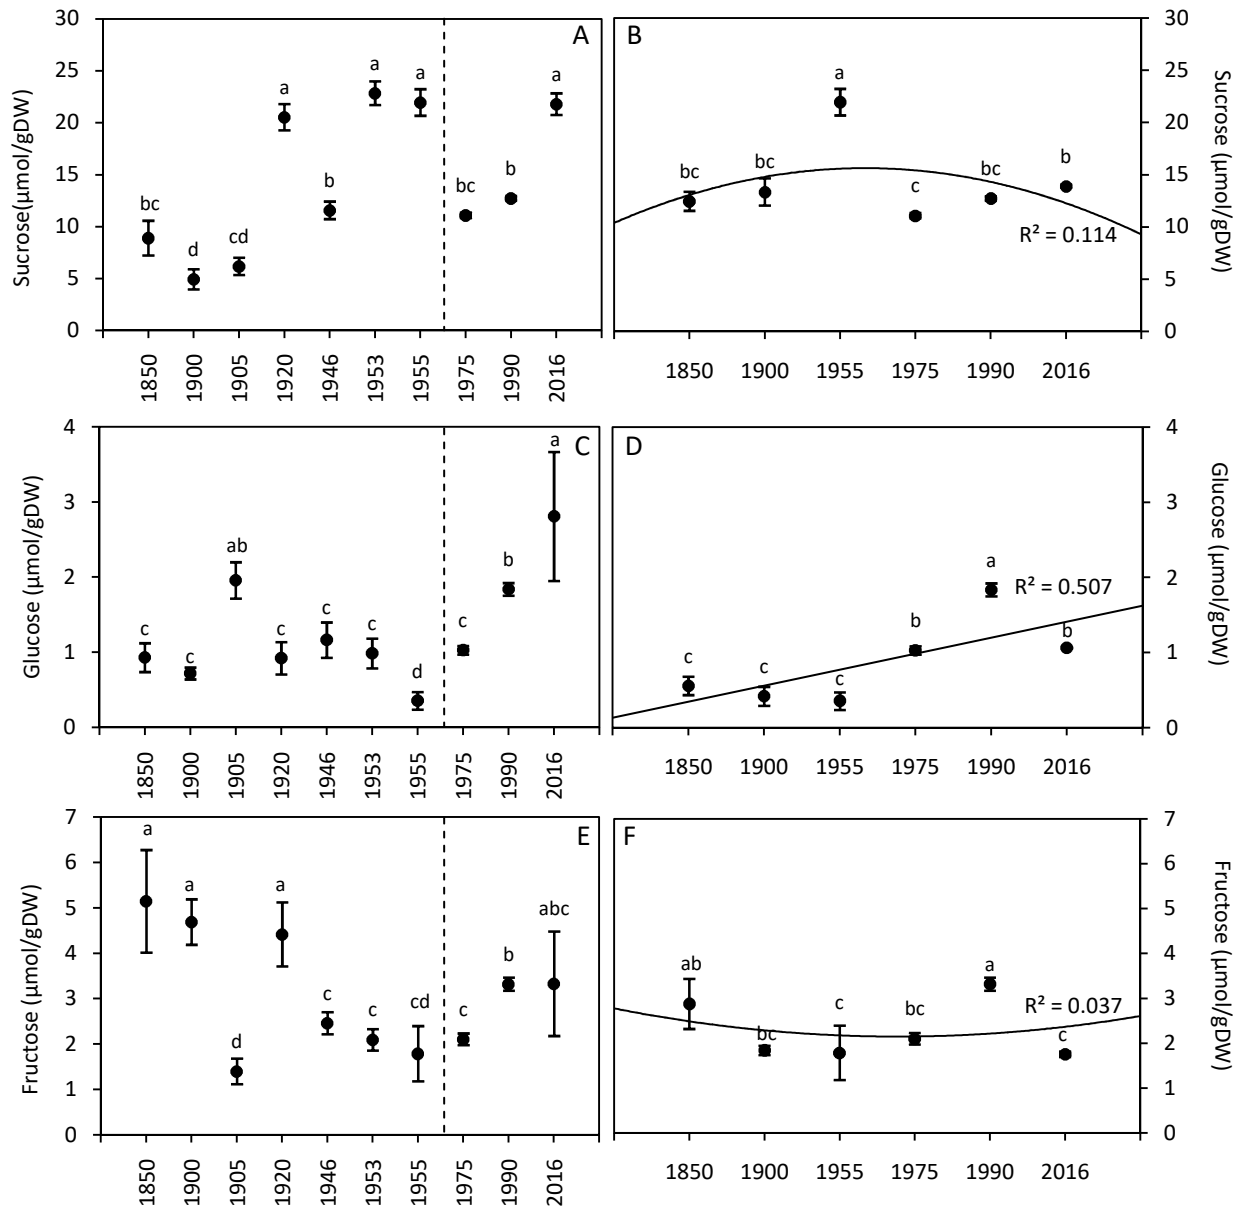 30
25
20
15
10
5
0
Sucrose(µmol/gDW)
A
bc
d
cd
a
b
a
a
bc
b
a
1850
1900
1905
1920
1946
1953
1955
1975
1990
2016
B
bc
bc
a
c
bc
b
R² = 0.114
30
25
20
15
10
5
0
Sucrose (µmol/gDW)
1850
1900
1955
1975
1990
2016
4
3
2
1
0
Glucose (µmol/gDW)
C
c
c
ab
c
c
c
d
c
b
a
1850
1900
1905
1920
1946
1953
1955
1975
1990
2016
D
c
c
c
b
a
b
R² = 0.507
4
3
2
1
0
Glucose (µmol/gDW)
1850
1900
1955
1975
1990
2016
7
6
5
4
3
2
1
0
Fructose (µmol/gDW)
E
a
a
d
a
c
c
cd
c
b
abc
1850
1900
1905
1920
1946
1953
1955
1975
1990
2016
F
ab
bc
c
bc
a
c
R² = 0.037
7
6
5
4
3
2
1
0
Fructose (µmol/gDW)
1850
1900
1955
1975
1990
2016